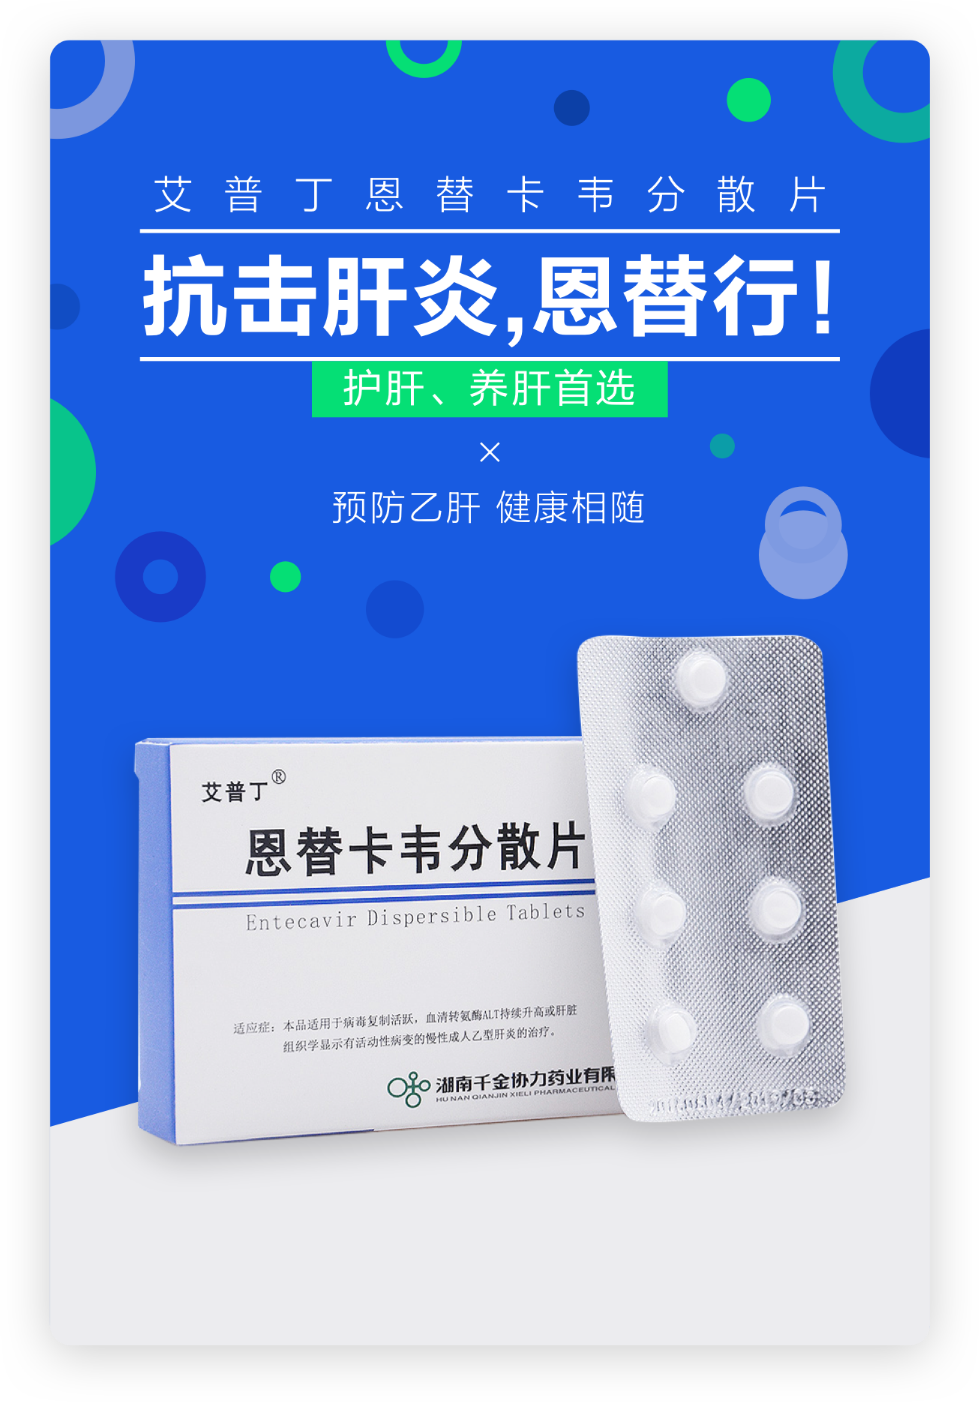 艾普丁恩替卡韦分散片
抗击肝炎,恩替行!
护肝、养肝首选
×
预防乙肝 健康相随
艾普丁®
恩替卡韦分散片
Entecavir Dispersible Tablets
适应症：本品适用于病毒复制活跃，血清转氨酶ALT持续升高或肝脏
组织学显示有活动性病变的慢性成人乙型肝炎的治疗。
湖南千金协力药业有限
HU NAN QIANJIN XIELI PHARMACEUTICAL